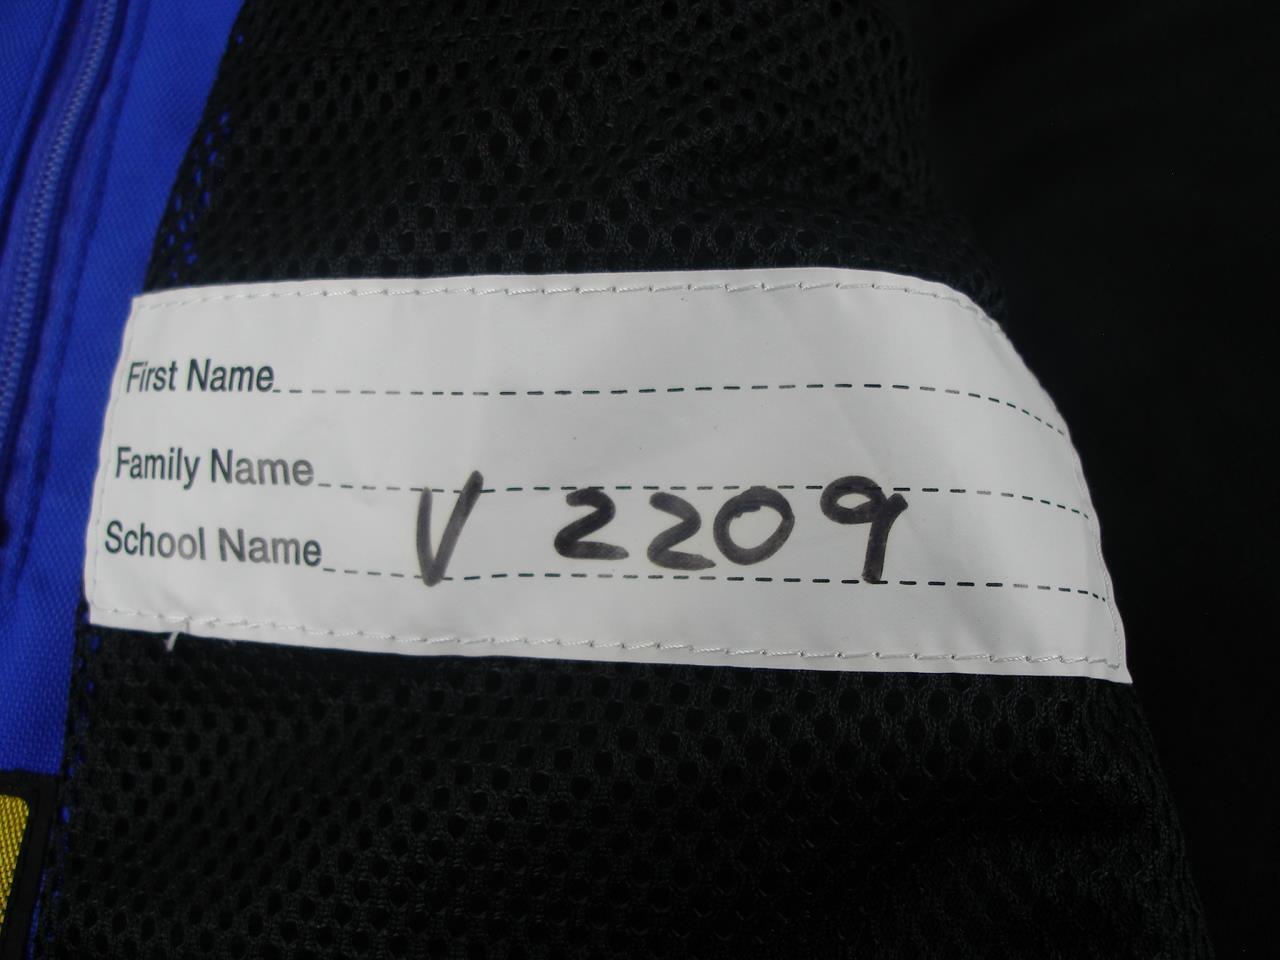 First Name
Family Name
School Name V 2209